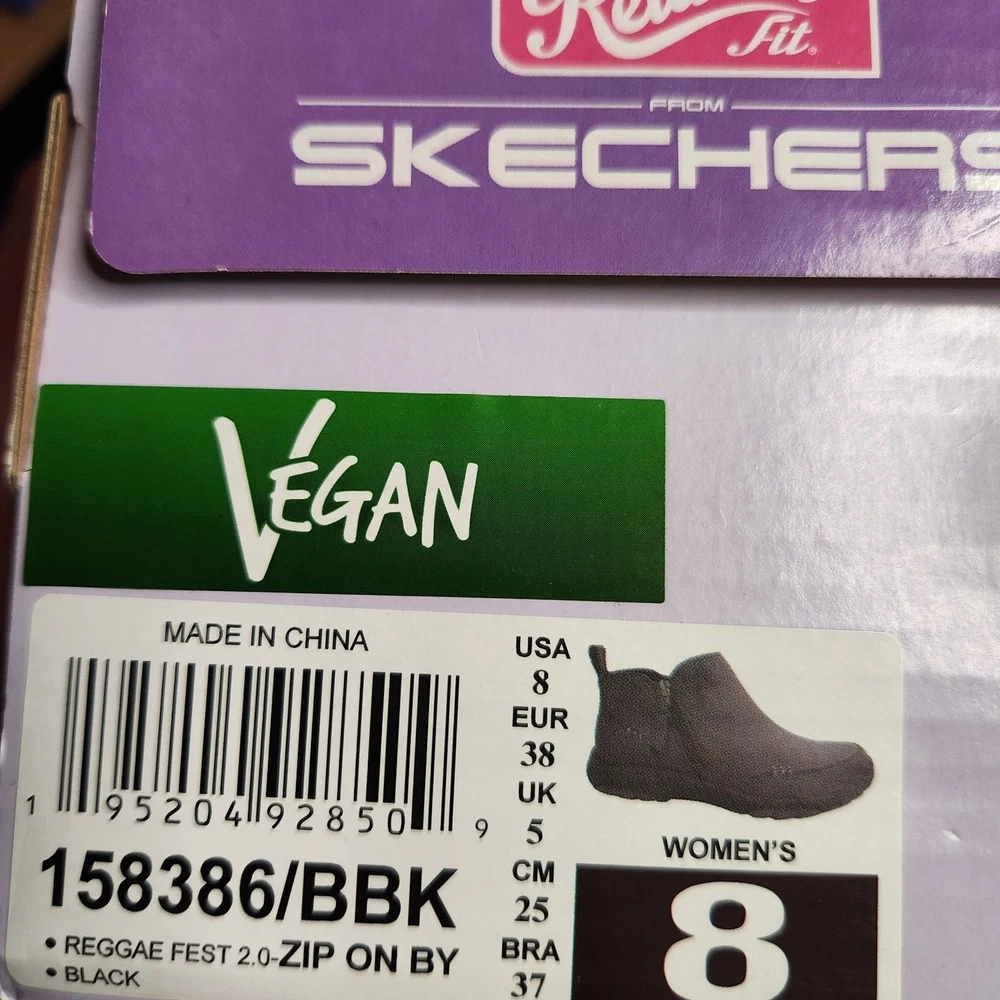 Fit
FROM
SKECHERS
VEGAN
MADE IN CHINA
1 95204 92850 9
158386/BBK
• REGGAE FEST 2.0-ZIP ON BY
• BLACK
USA
8
EUR
38
UK
5
CM
25
BRA
37
WOMEN'S
8